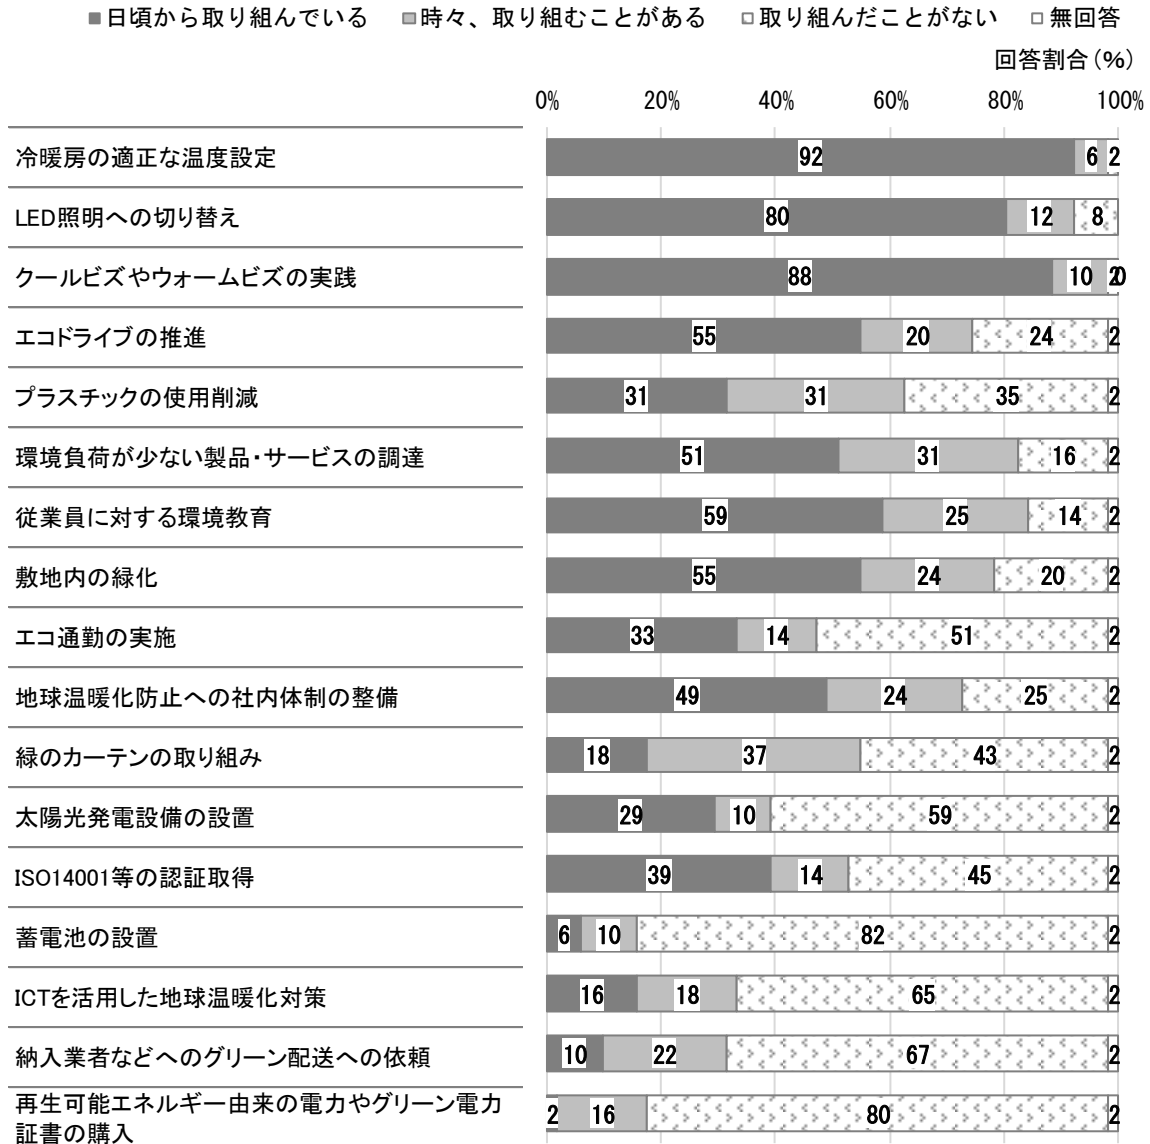 ■日頃から取り組んでいる ■時々、取り組むことがある □取り組んだことがない □無回答
回答割合（%）
0% 20% 40% 60% 80% 100%
冷暖房の適正な温度設定 92 6 2
LED照明への切り替え 80 12 8
クールビズやウォームビズの実践 88 10 2 0
エコドライブの推進 55 20 24 2
プラスチックの使用削減 31 31 35 2
環境負荷が少ない製品・サービスの調達 51 31 16 2
従業員に対する環境教育 59 25 14 2
敷地内の緑化 55 24 20 2
エコ通勤の実施 33 14 51 2
地球温暖化防止への社内体制の整備 49 24 25 2
緑のカーテンの取り組み 18 37 43 2
太陽光発電設備の設置 29 10 59 2
ISO14001等の認証取得 39 14 45 2
蓄電池の設置 6 10 82 2
ICTを活用した地球温暖化対策 16 18 65 2
納入業者などへのグリーン配送への依頼 10 22 67 2
再生可能エネルギー由来の電力やグリーン電力
証書の購入 2 16 80 2